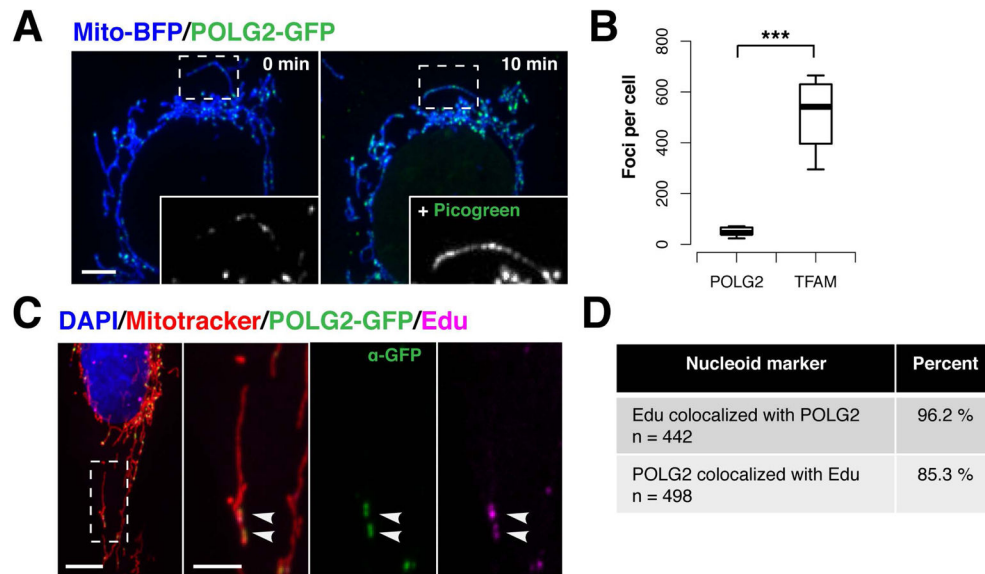 A
Mito-BFP/POLG2-GFP
0 min
10 min
+ Picogreen
B
***
Foci per cell
800
600
400
200
0
POLG2
TFAM
C
DAPI/Mitotracker/POLG2-GFP/Edu
α-GFP
D
Nucleoid marker Percent
Edu colocalized with POLG2 96.2 %
n = 442
POLG2 colocalized with Edu 85.3 %
n = 498